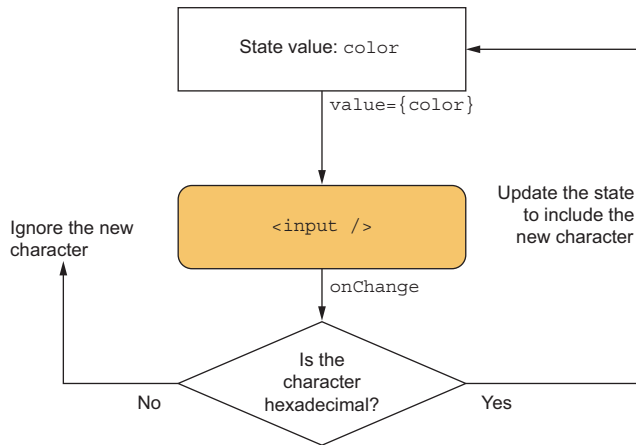 State value: color
value={color}
<input />
Update the state
to include the
new character
Ignore the new
character
onChange
Is the
character
hexadecimal?
No
Yes